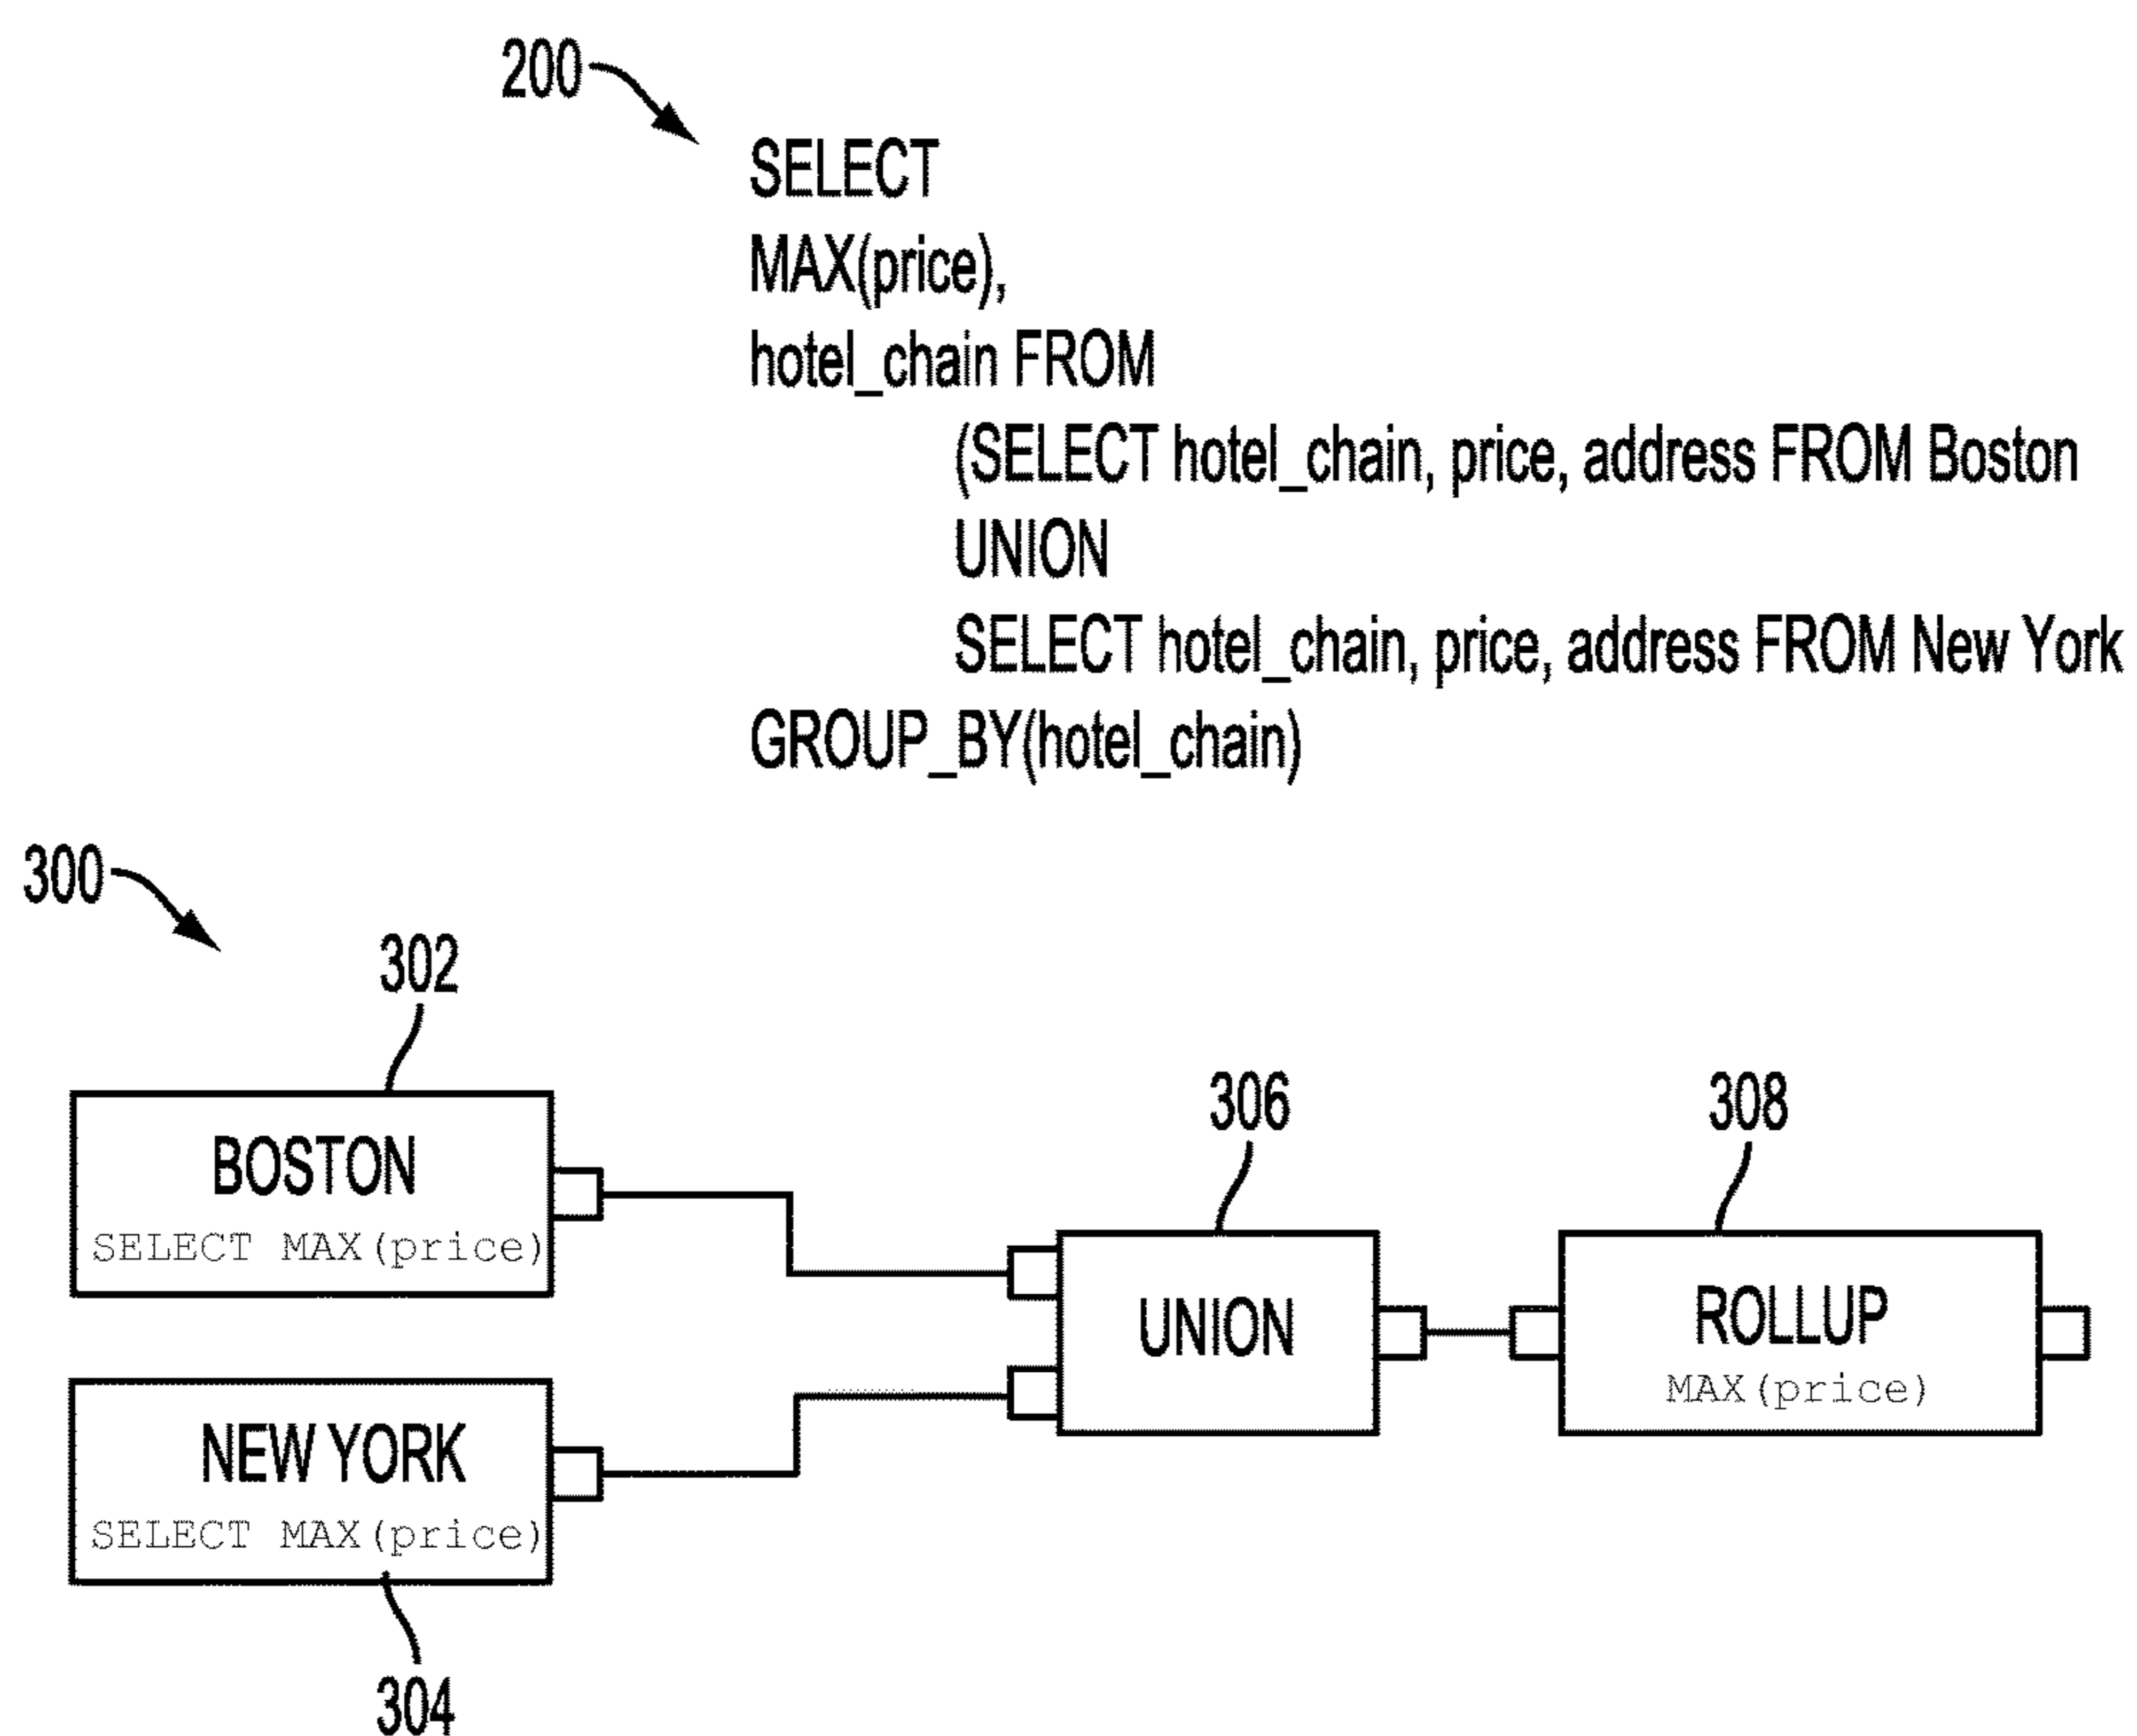 200
SELECT
MAX(price),
hotel_chain FROM
(SELECT hotel_chain, price, address FROM Boston
UNION
SELECT hotel_chain, price, address FROM New York
GROUP_BY(hotel_chain)
300
302
BOSTON
SELECT MAX(price)
NEW YORK
SELECT MAX(price)
304
306
UNION
308
ROLLUP
MAX(price)